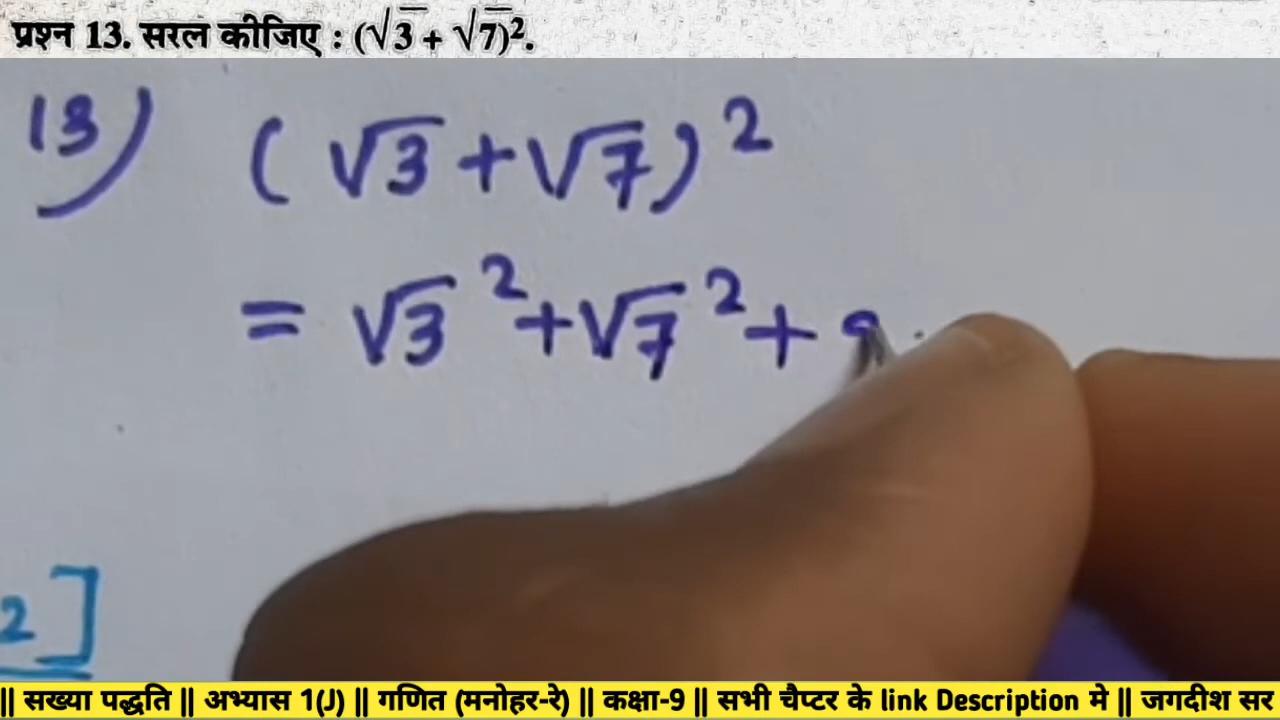 प्रश्न 13. सरल कीजिए : (√3 + √7)².
13) (√3 + √7)²
= √3² + √7² +
2]
|| सख्या पद्धति || अभ्यास 1(J) || गणित (मनोहर-रे) || कक्षा-9 || सभी चैप्टर के link Description मे || जगदीश सर